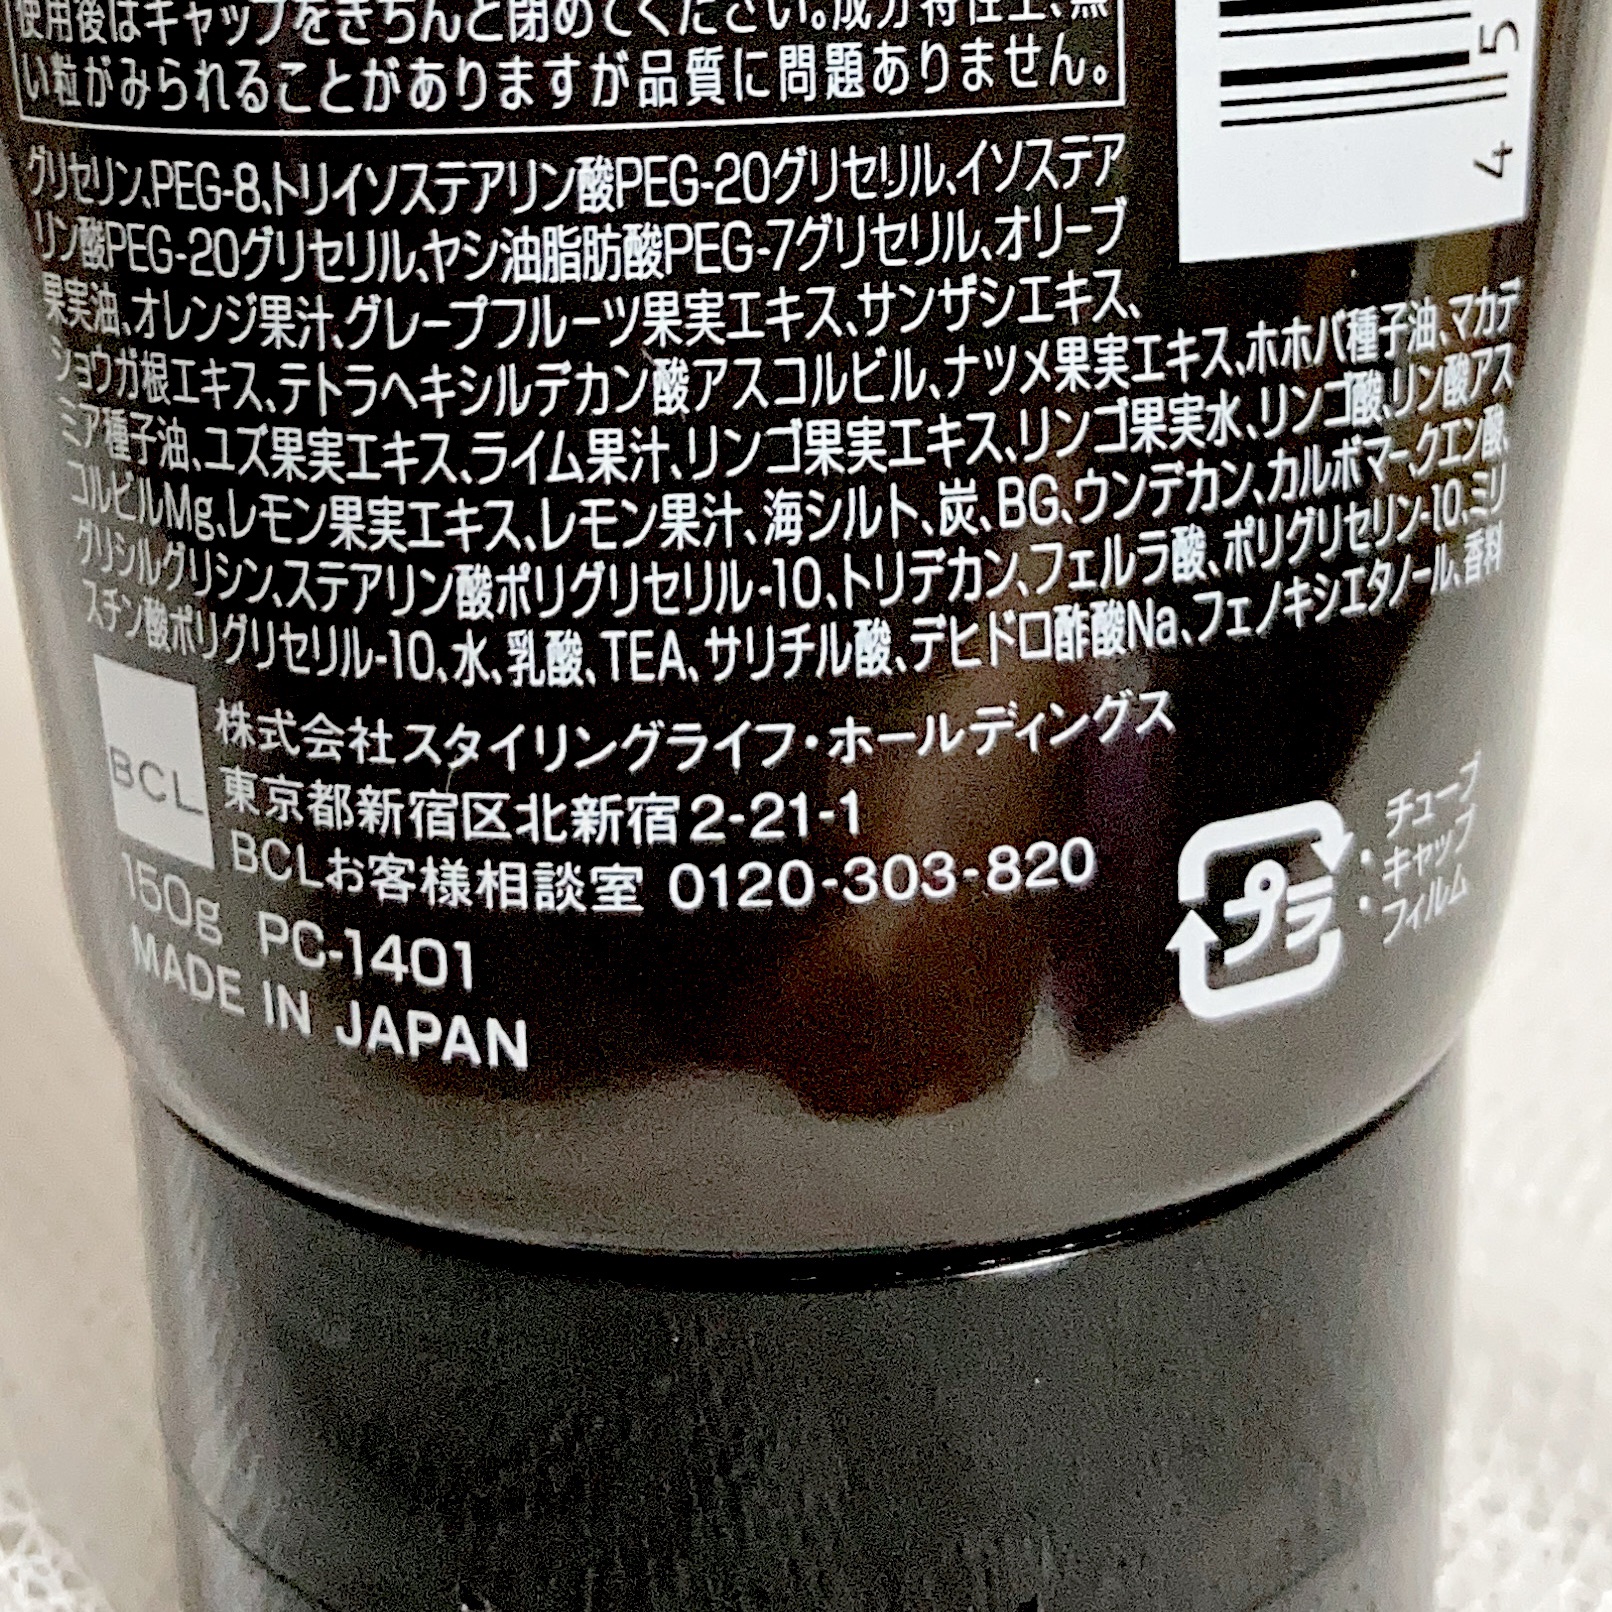 使用後はキャップをきちんと閉めてください。成分特性上、黒
い粒がみられることがありますが品質に問題ありません。
グリセリン、PEG-8、トリイソステアリン酸PEG-20グリセリル、イソステア
リン酸PEG-20グリセリル、ヤシ油脂肪酸PEG-7グリセリル、オリーブ
果実油、オレンジ果汁、グレープフルーツ果実エキス、サンザシエキス、
ショウガ根エキス、テトラヘキシルデカン酸アスコルビル、ナツメ果実エキス、ホホバ種子油、マカデ
ミア種子油、ユズ果実エキス、ライム果汁、リンゴ果実エキス、リンゴ果実水、リンゴ酸、リン酸アス
コルビルMg、レモン果実エキス、レモン果汁、海シルト、炭、BG、ウンデカン、カルボマー、クエン酸、
グリシルグリシン、ステアリン酸ポリグリセリル-10、トリデカン、フェルラ酸、ポリグリセリン-10、ミリ
スチン酸ポリグリセリル-10、水、乳酸、TEA、サリチル酸、デヒドロ酢酸Na、フェノキシエタノール、香料
BCL
株式会社スタイリングライフ・ホールディングス
東京都新宿区北新宿2-21-1
BCLお客様相談室 0120-303-820
150g PC-1401
MADE IN JAPAN
プラ
: チューブ
キャップ
: フィルム
45